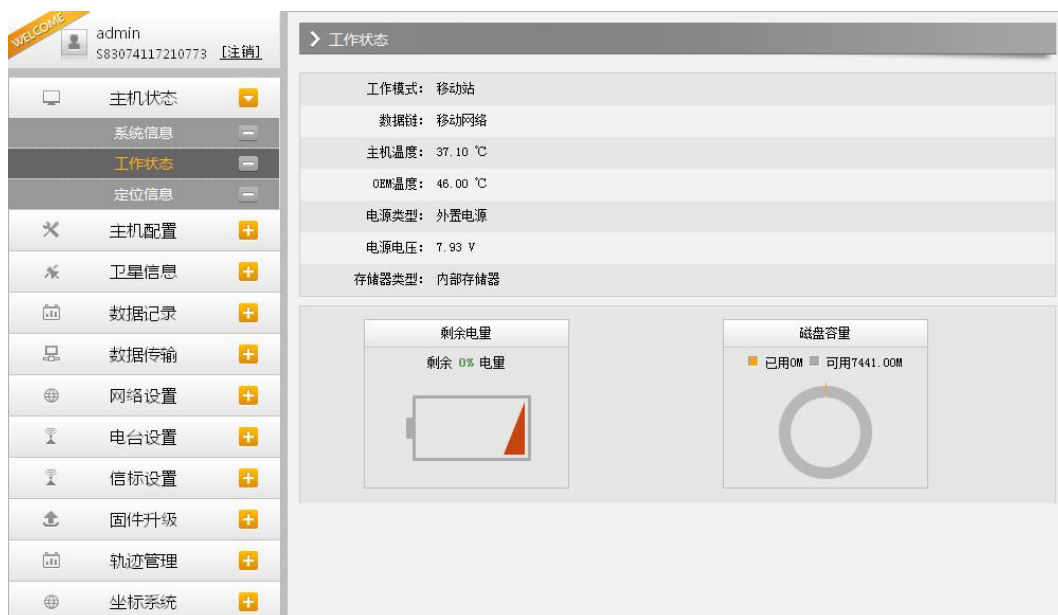 WELCOME
admin
S83074117210773 [注销]
主机状态
系统信息
工作状态
定位信息
主机配置
卫星信息
数据记录
数据传输
网络设置
电台设置
信标设置
固件升级
轨迹管理
坐标系统
工作状态
工作模式: 移动站
数据链: 移动网络
主机温度: 37.10 ℃
OEM温度: 46.00 ℃
电源类型: 外置电源
电源电压: 7.93 V
存储器类型: 内部存储器
剩余电量
剩余 0% 电量
磁盘容量
已用0M 可用7441.00M